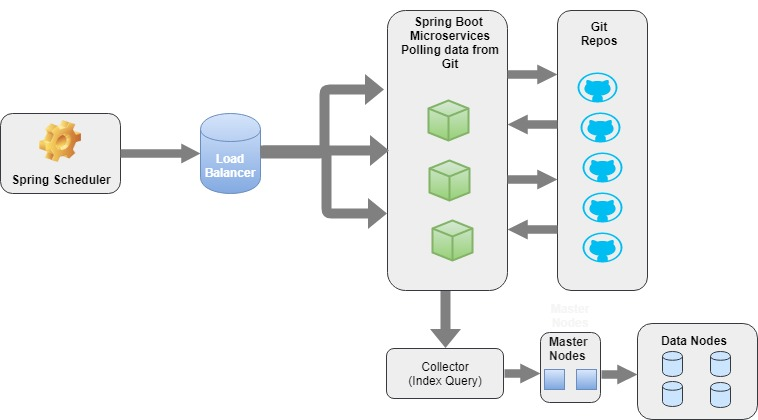 Spring Boot
Microservices
Polling data from
Git
Git
Repos
Spring Scheduler
Load
Balancer
Master
Nodes
Master
Nodes
Data Nodes
Collector
(Index Query)